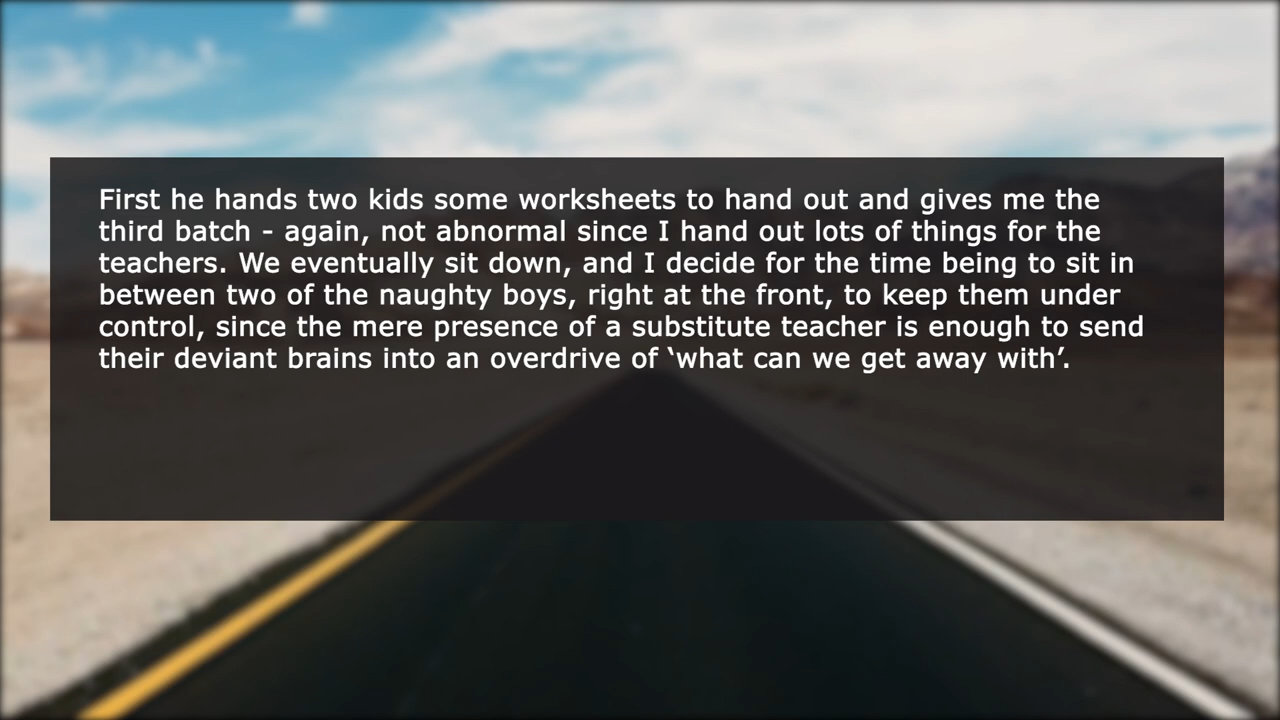 First he hands two kids some worksheets to hand out and gives me the
third batch - again, not abnormal since I hand out lots of things for the
teachers. We eventually sit down, and I decide for the time being to sit in
between two of the naughty boys, right at the front, to keep them under
control, since the mere presence of a substitute teacher is enough to send
their deviant brains into an overdrive of ‘what can we get away with’.